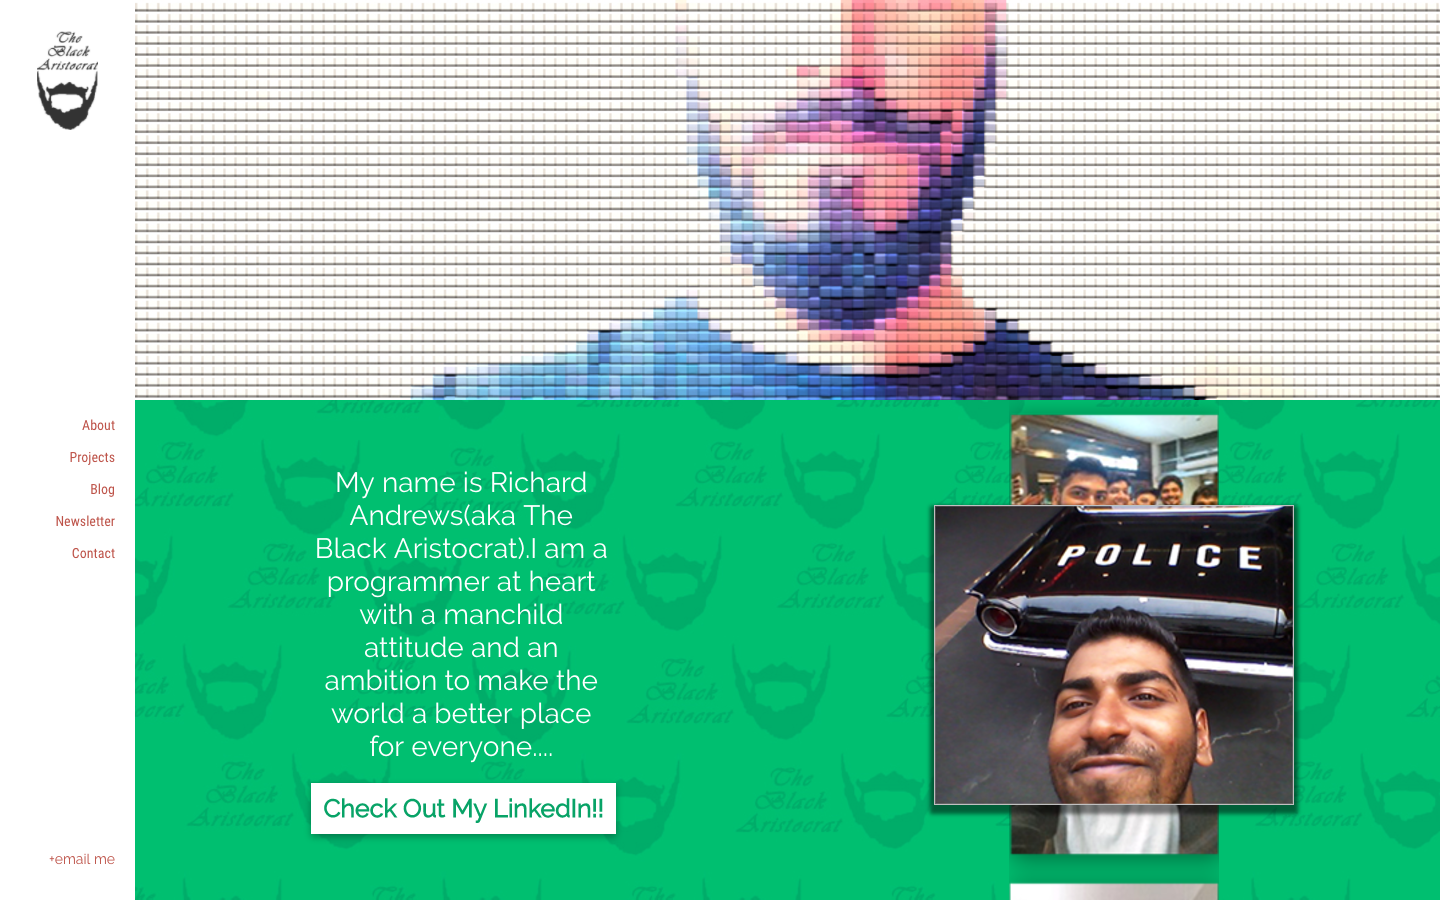 The
Black
Aristocrat
About
Projects
Blog
Newsletter
Contact
+email me
My name is Richard
Andrews(aka The
Black Aristocrat).I am a
programmer at heart
with a manchild
attitude and an
ambition to make the
world a better place
for everyone....
Check Out My LinkedIn!!
POLICE